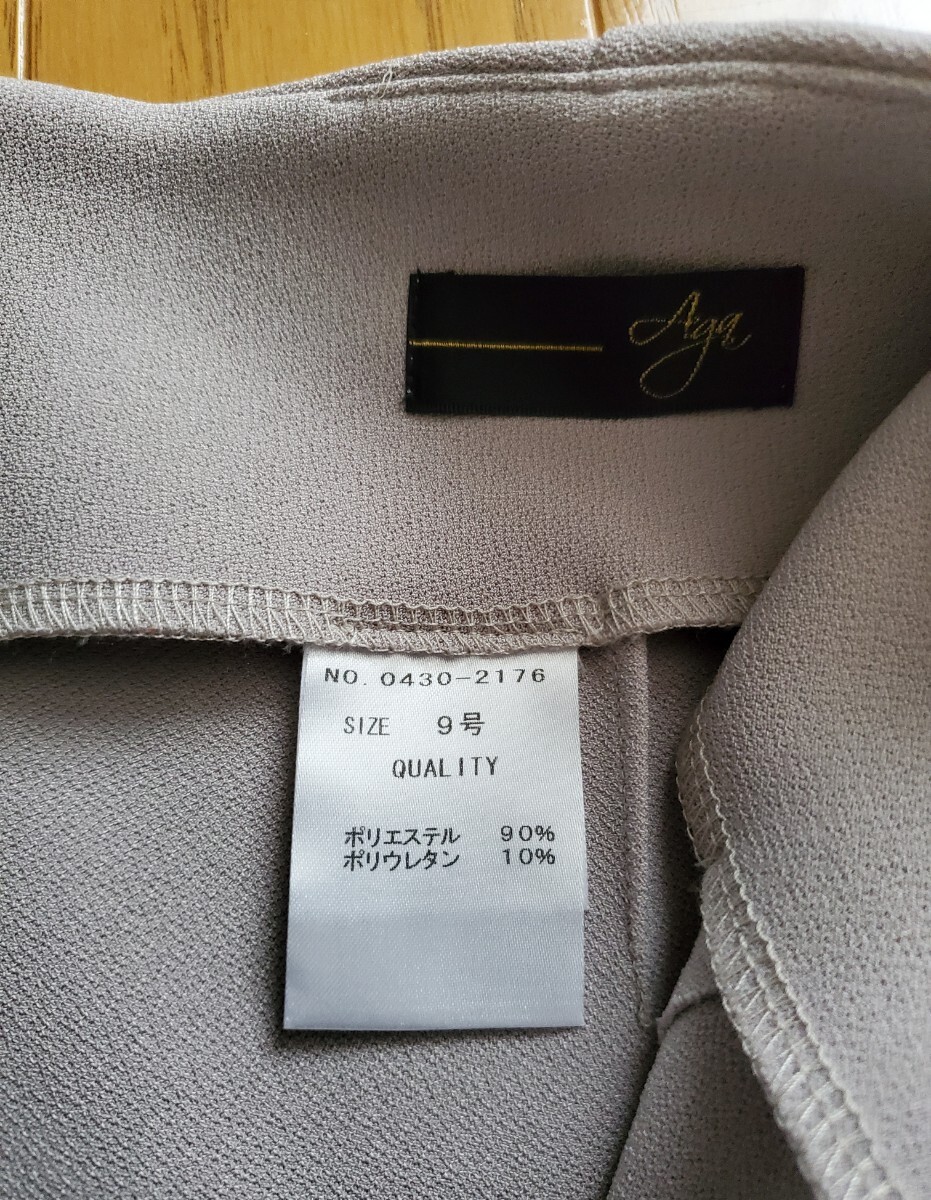 Aga
NO. 0430-2176
SIZE 9号
QUALITY
ポリエステル 90%
ポリウレタン 10%